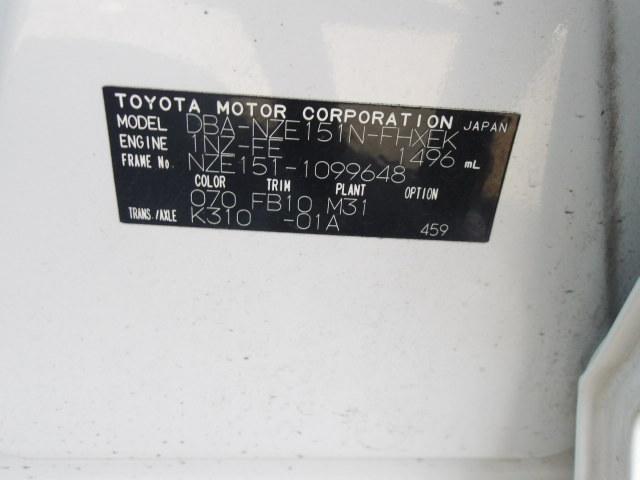 TOYOTA MOTOR CORPORATION JAPAN
MODEL DBA-NZE151N-FHXEK
ENGINE 1NZ-FE 1496 mL
FRAME No. NZE151-1099648
COLOR TRIM PLANT OPTION
070 FB10 M31
TRANS./AXLE K310 -01A 459